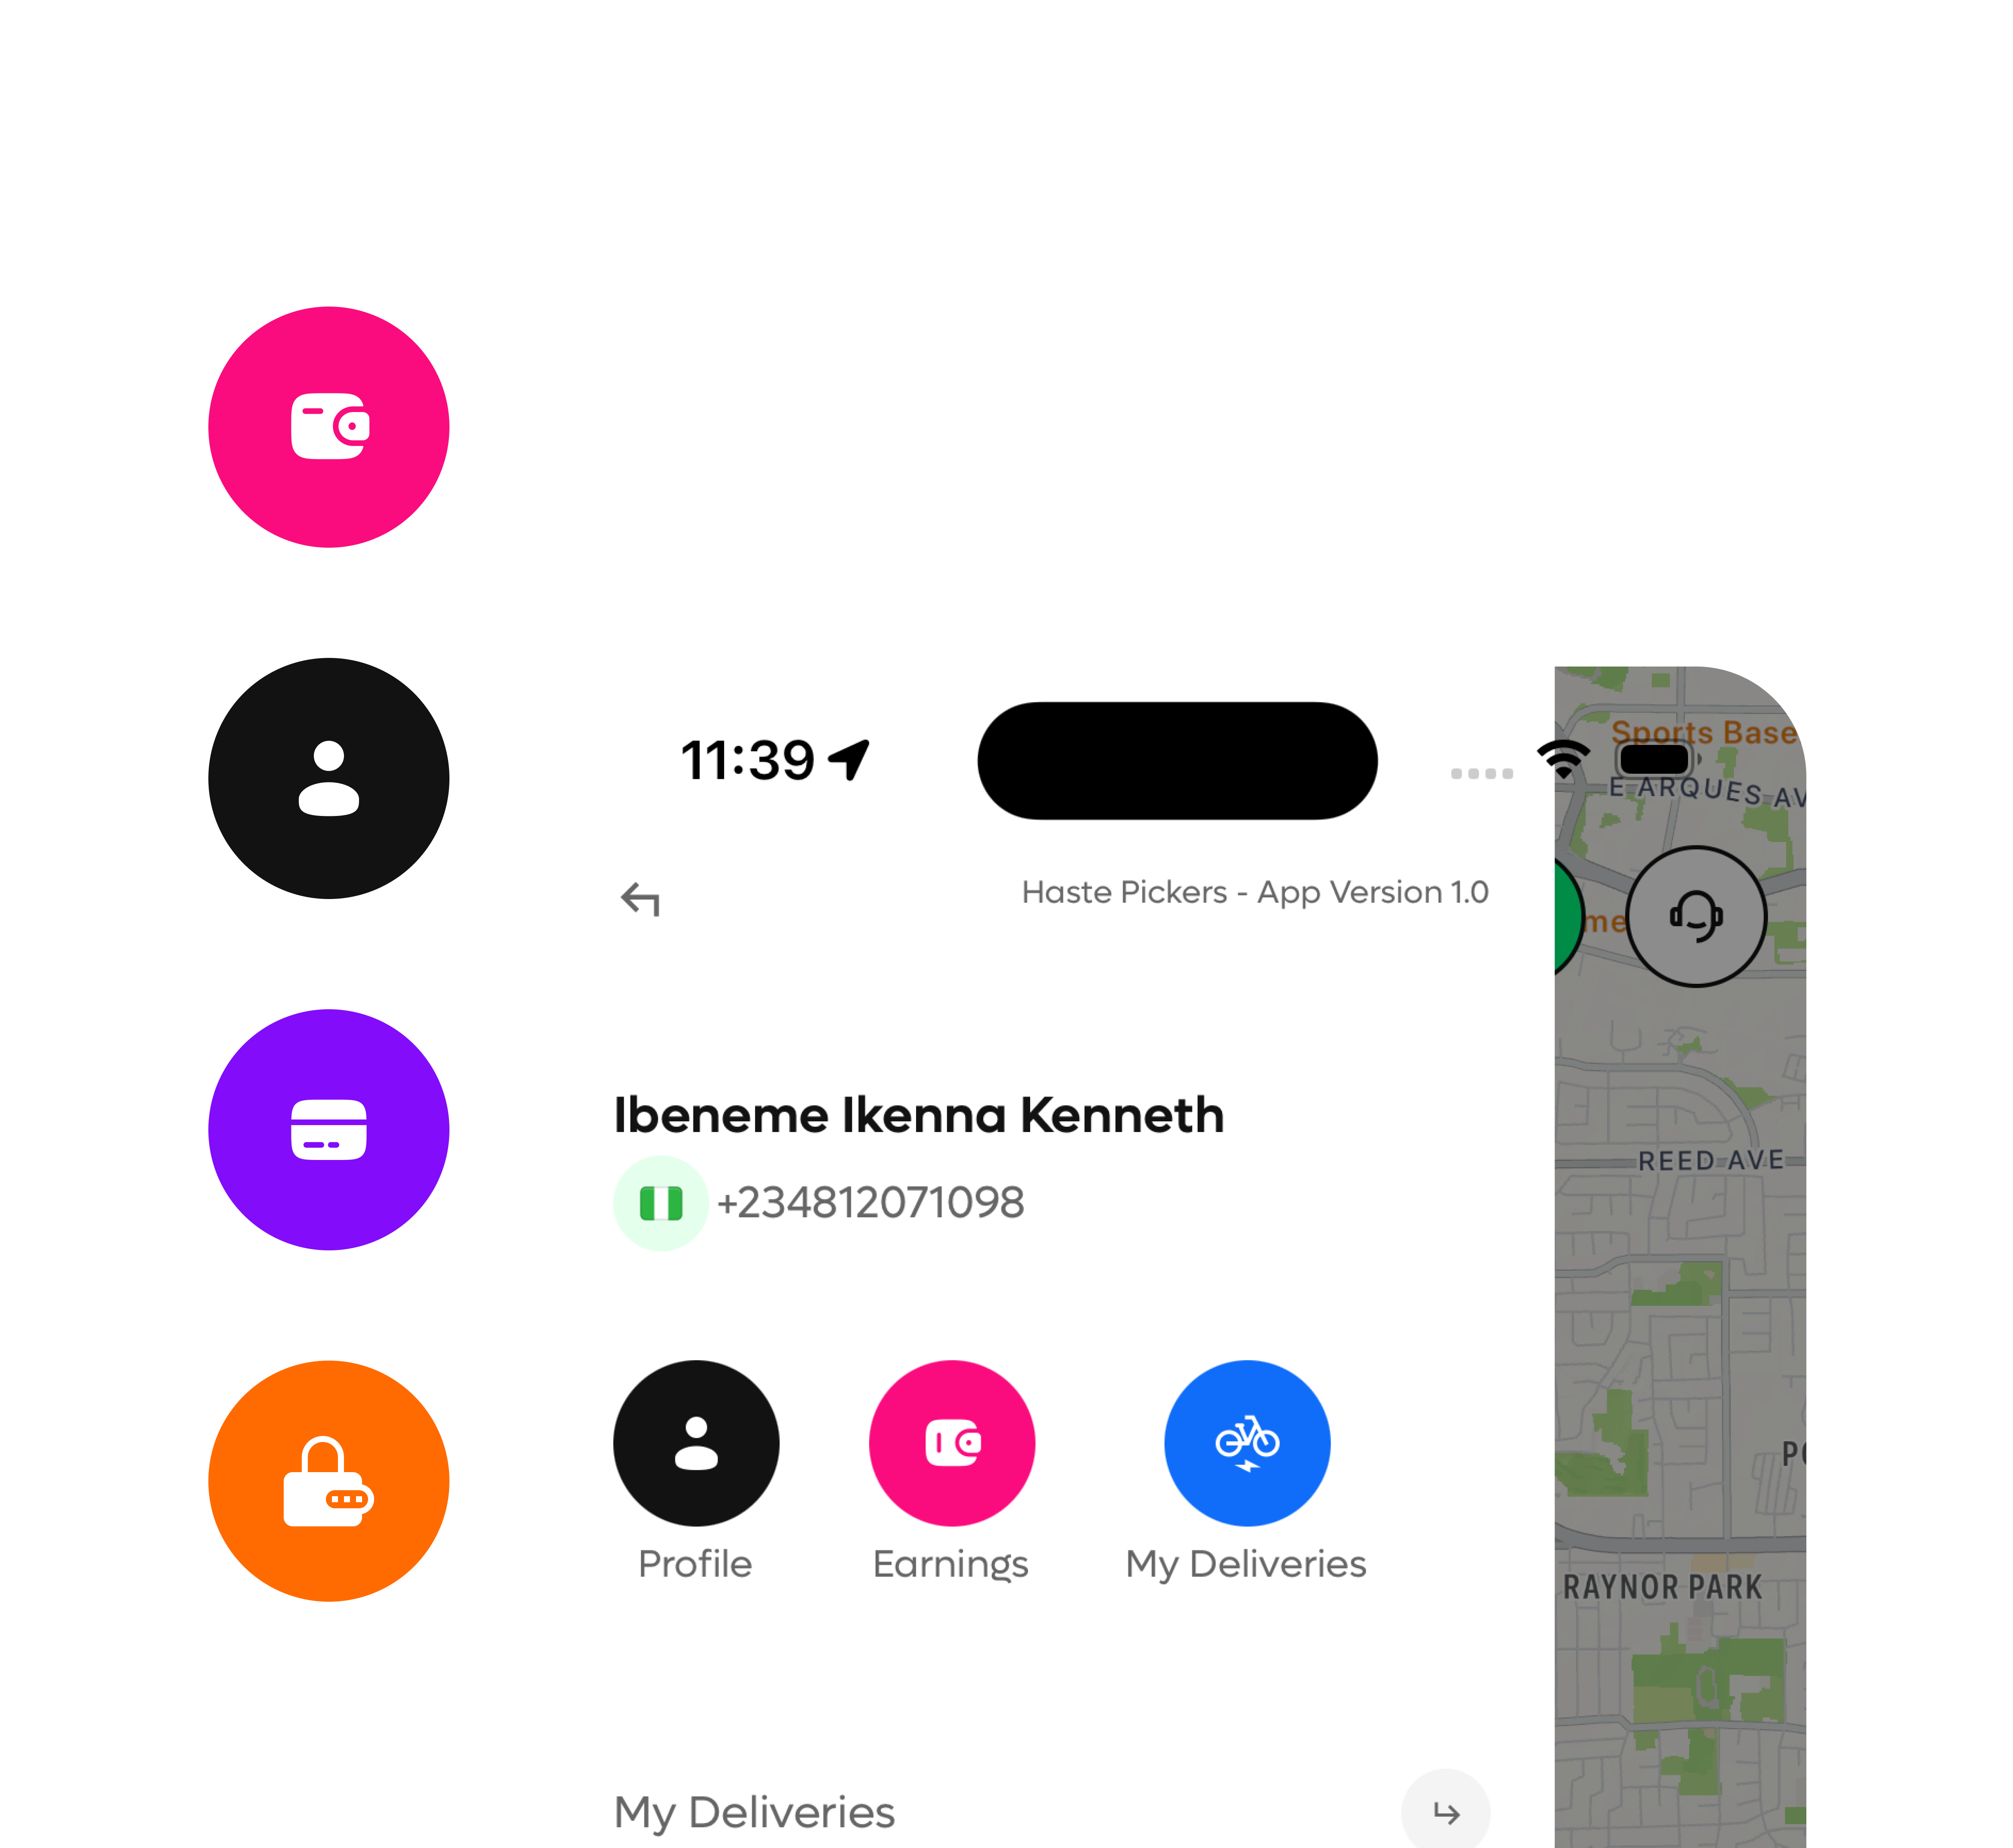 11:39
Sports Base
E ARQUES AV
Haste Pickers - App Version 1.0
me
Ibeneme Ikenna Kenneth
REED AVE
+234812071098
PO
Profile
Earnings
My Deliveries
RAYNOR PARK
My Deliveries